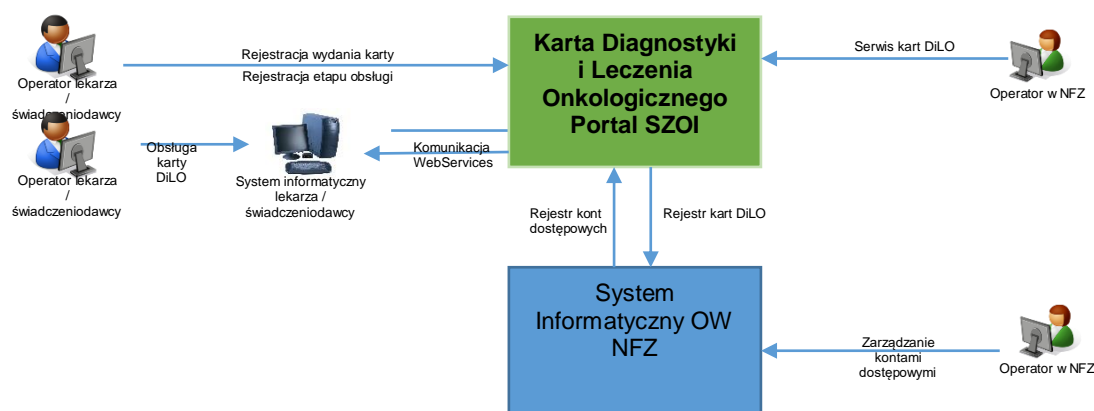 Rejestracja wydania karty
Rejestracja etapu obsługi
Operator lekarza
/
świadczeniodawcy
Karta Diagnostyki
i Leczenia
Onkologicznego
Portal SZOI
Serwis kart DiLO
Operator w NFZ
Operator lekarza
/
świadczeniodawcy
Obsługa
karty
DiLO
System informatyczny
lekarza /
świadczeniodawcy
Komunikacja
WebServices
Rejestr kont
dostępowych
Rejestr kart DiLO
System
Informatyczny OW
NFZ
Zarządzanie
kontami
dostępowymi
Operator w NFZ